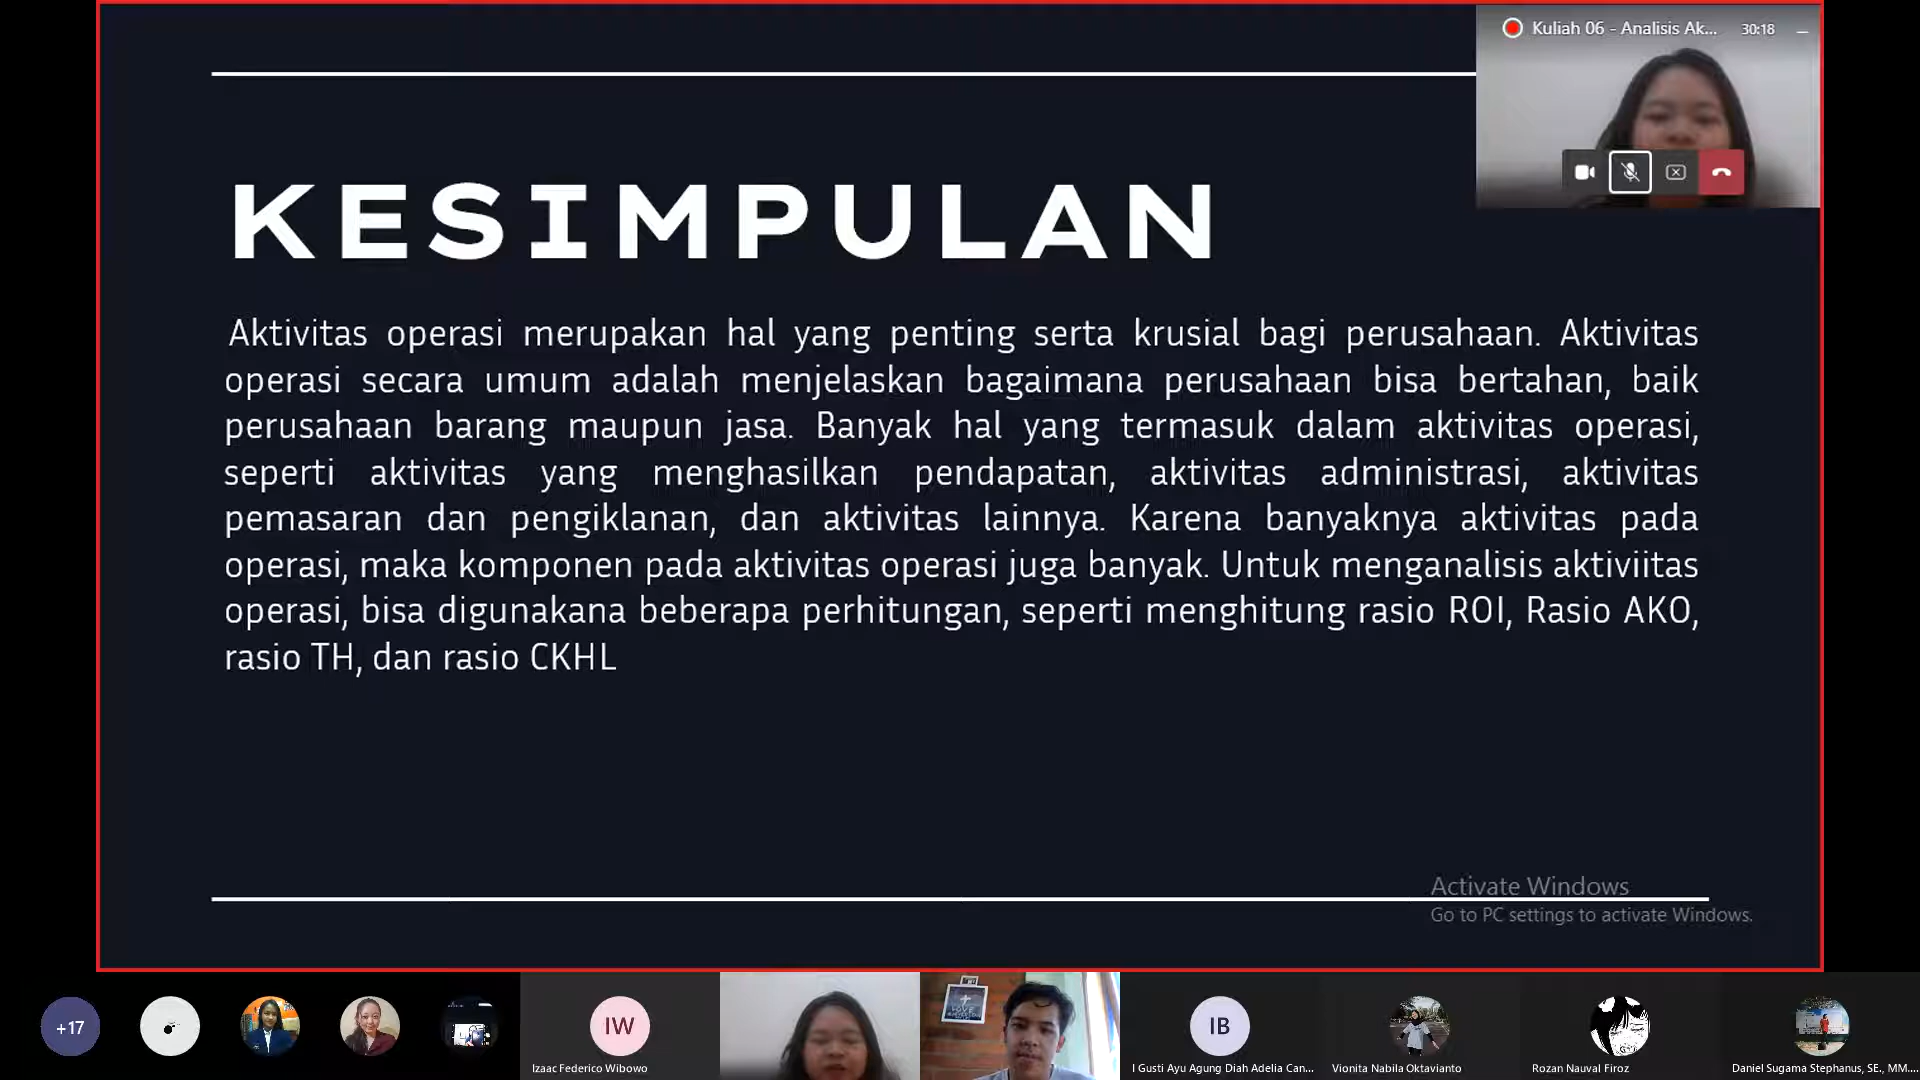 Kuliah 06 - Analisis Ak... 30:18
KESIMPULAN
Aktivitas operasi merupakan hal yang penting serta krusial bagi perusahaan. Aktivitas
operasi secara umum adalah menjelaskan bagaimana perusahaan bisa bertahan, baik
perusahaan barang maupun jasa. Banyak hal yang termasuk dalam aktivitas operasi,
seperti aktivitas yang menghasilkan pendapatan, aktivitas administrasi, aktivitas
pemasaran dan pengiklanan, dan aktivitas lainnya. Karena banyaknya aktivitas pada
operasi, maka komponen pada aktivitas operasi juga banyak. Untuk menganalisis aktiviitas
operasi, bisa digunakana beberapa perhitungan, seperti menghitung rasio ROI, Rasio AKO,
rasio TH, dan rasio CKHL
Activate Windows
Go to PC settings to activate Windows.
+17
IW
IB
Izaac Federico Wibowo
I Gusti Ayu Agung Diah Adelia Can...
Vionita Nabila Oktavianto
Rozan Nauval Firoz
Daniel Sugama Stephanus, SE., MM....